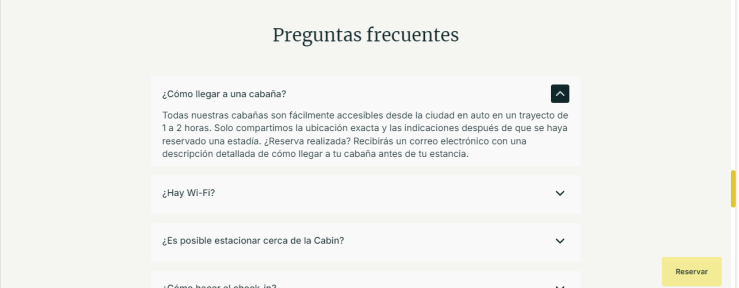 Preguntas frecuentes
¿Cómo llegar a una cabaña?
Todas nuestras cabañas son fácilmente accesibles desde la ciudad en auto en un trayecto de
1 a 2 horas. Solo compartimos la ubicación exacta y las indicaciones después de que se haya
reservado una estadía. ¿Reserva realizada? Recibirás un correo electrónico con una
descripción detallada de cómo llegar a tu cabaña antes de tu estancia.
¿Hay Wi-Fi?
¿Es posible estacionar cerca de la Cabin?
Reservar
¿Cómo hacer el check-in?